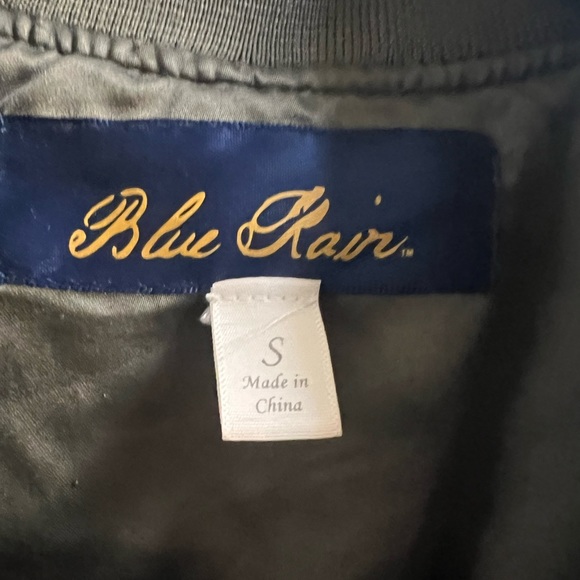 Blue Rain™
S
Made in
China